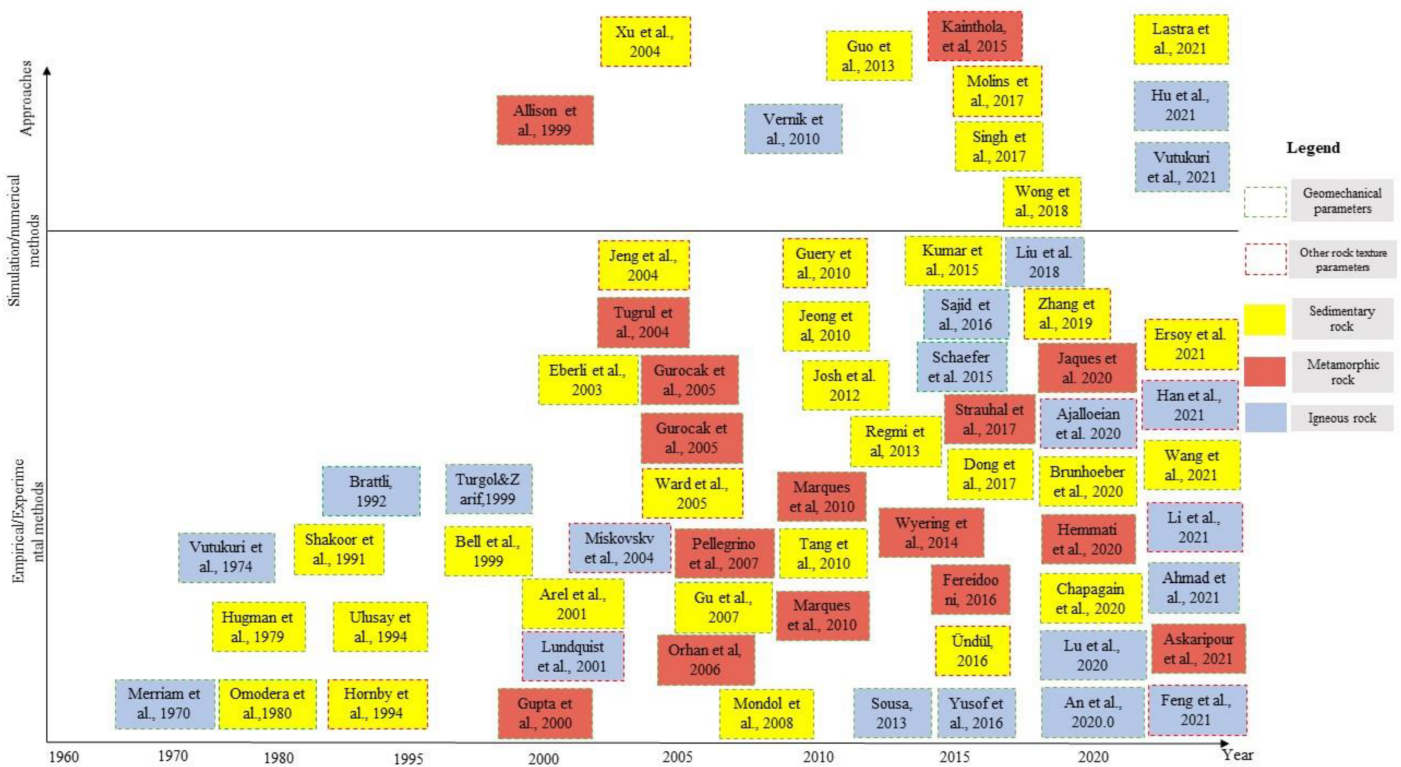 Approaches
Simulation/numerical
methods
Empirical/Experime
ntal methods
Xu et al.,
2004
Guo et
al., 2013
Kainthola,
et al, 2015
Lastra et
al., 2021
Allison et
al., 1999
Vernik et
al., 2010
Molins et
al., 2017
Hu et al.,
2021
Singh et
al., 2017
Vutukuri
et al., 2021
Wong et
al., 2018
Jeng et al.,
2004
Guery et
al., 2010
Kumar et
al., 2015
Liu et al.
2018
Tugrul et
al., 2004
Jeong et
al, 2010
Sajid et
al., 2016
Zhang et
al., 2019
Ersoy et al.
2021
Eberli et al.,
2003
Gurocak et
al., 2005
Josh et al.
2012
Schaefer
et al. 2015
Jaques et
al. 2020
Han et al.,
2021
Gurocak et
al., 2005
Regmi et
al, 2013
Strauhal et
al., 2017
Ajalloeian
et al. 2020
Brattli,
1992
Turgol&Z
arif,1999
Ward et al.,
2005
Marques
et al, 2010
Dong et
al., 2017
Brunhoeber
et al., 2020
Wang et
al., 2021
Vutukuri et
al., 1974
Shakoor et
al., 1991
Bell et al.,
1999
Miskovskv
et al., 2004
Pellegrino
et al., 2007
Tang et
al., 2010
Wyering et
al., 2014
Hemmati
et al., 2020
Li et al.,
2021
Hugman et
al., 1979
Ulusay et
al., 1994
Arel et al.,
2001
Gu et al.,
2007
Marques
et al., 2010
Fereidoo
ni, 2016
Chapagain
et al., 2020
Ahmad et
al., 2021
Lundquist
et al., 2001
Orhan et al,
2006
Ündül,
2016
Lu et al.,
2020
Askaripour
et al., 2021
Merriam et
al., 1970
Omodera et
al.,1980
Hornby et
al., 1994
Gupta et
al., 2000
Mondol et
al., 2008
Sousa,
2013
Yusof et
al., 2016
An et al.,
2020.0
Feng et al.,
2021
1960 1970 1980 1995 2000 2005 2010 2015 2020 Year
Legend
Geomechanical
parameters
Other rock texture
parameters
Sedimentary
rock
Metamorphic
rock
Igneous rock